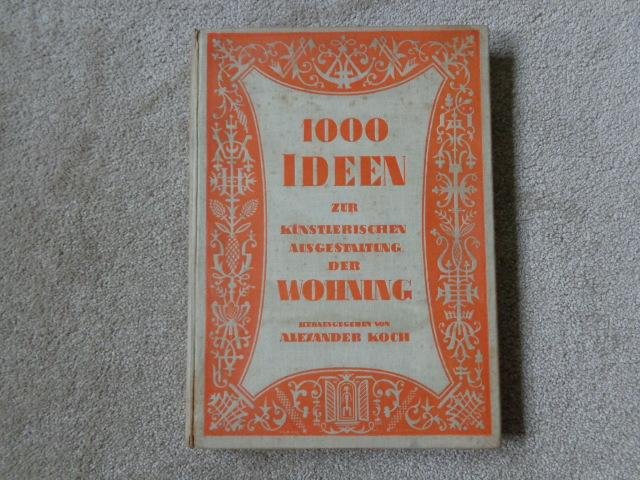 1000
IDEEN
ZUR
KÜNSTLERISCHEN
AUSGESTALTUNG
DER
WOHNUNG
HERAUSGEGEBEN VON
ALEXANDER KOCH